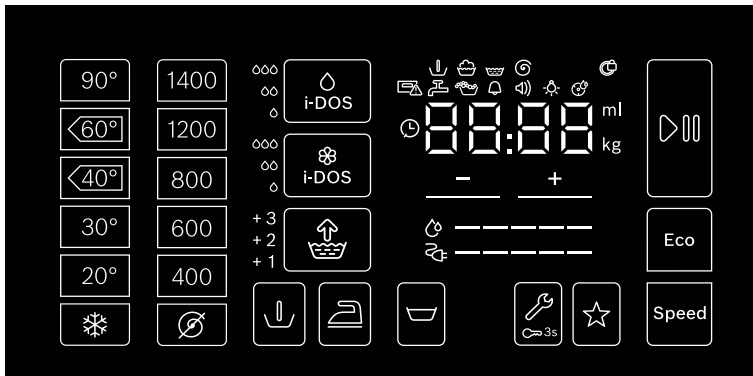 90°
60°
40°
30°
20°
1400
1200
800
600
400
i-DOS
i-DOS
+ 3
+ 2
+ 1
88:88
ml
kg
− +
3s
Eco
Speed